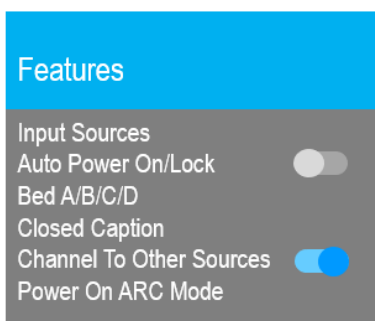 Features
Input Sources
Auto Power On/Lock
Bed A/B/C/D
Closed Caption
Channel To Other Sources
Power On ARC Mode